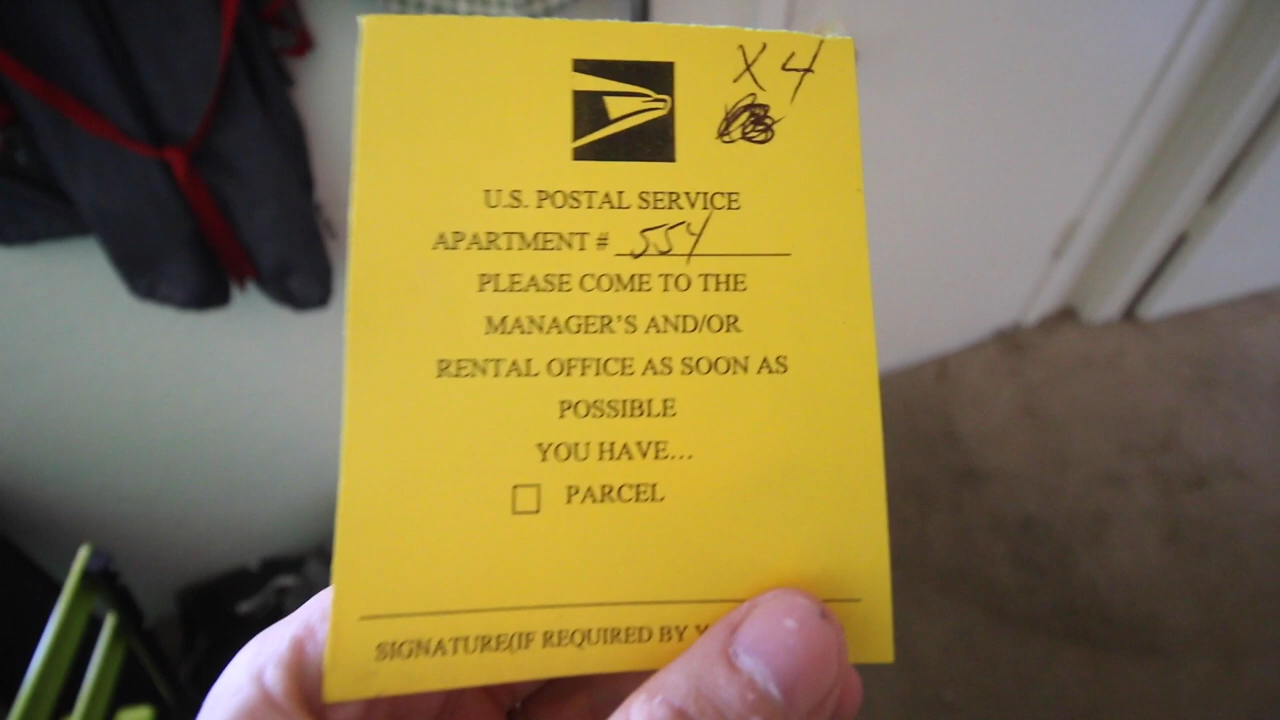 X 4
U.S. POSTAL SERVICE
APARTMENT # 554
PLEASE COME TO THE
MANAGER'S AND/OR
RENTAL OFFICE AS SOON AS
POSSIBLE
YOU HAVE...
PARCEL
SIGNATURE(IF REQUIRED BY